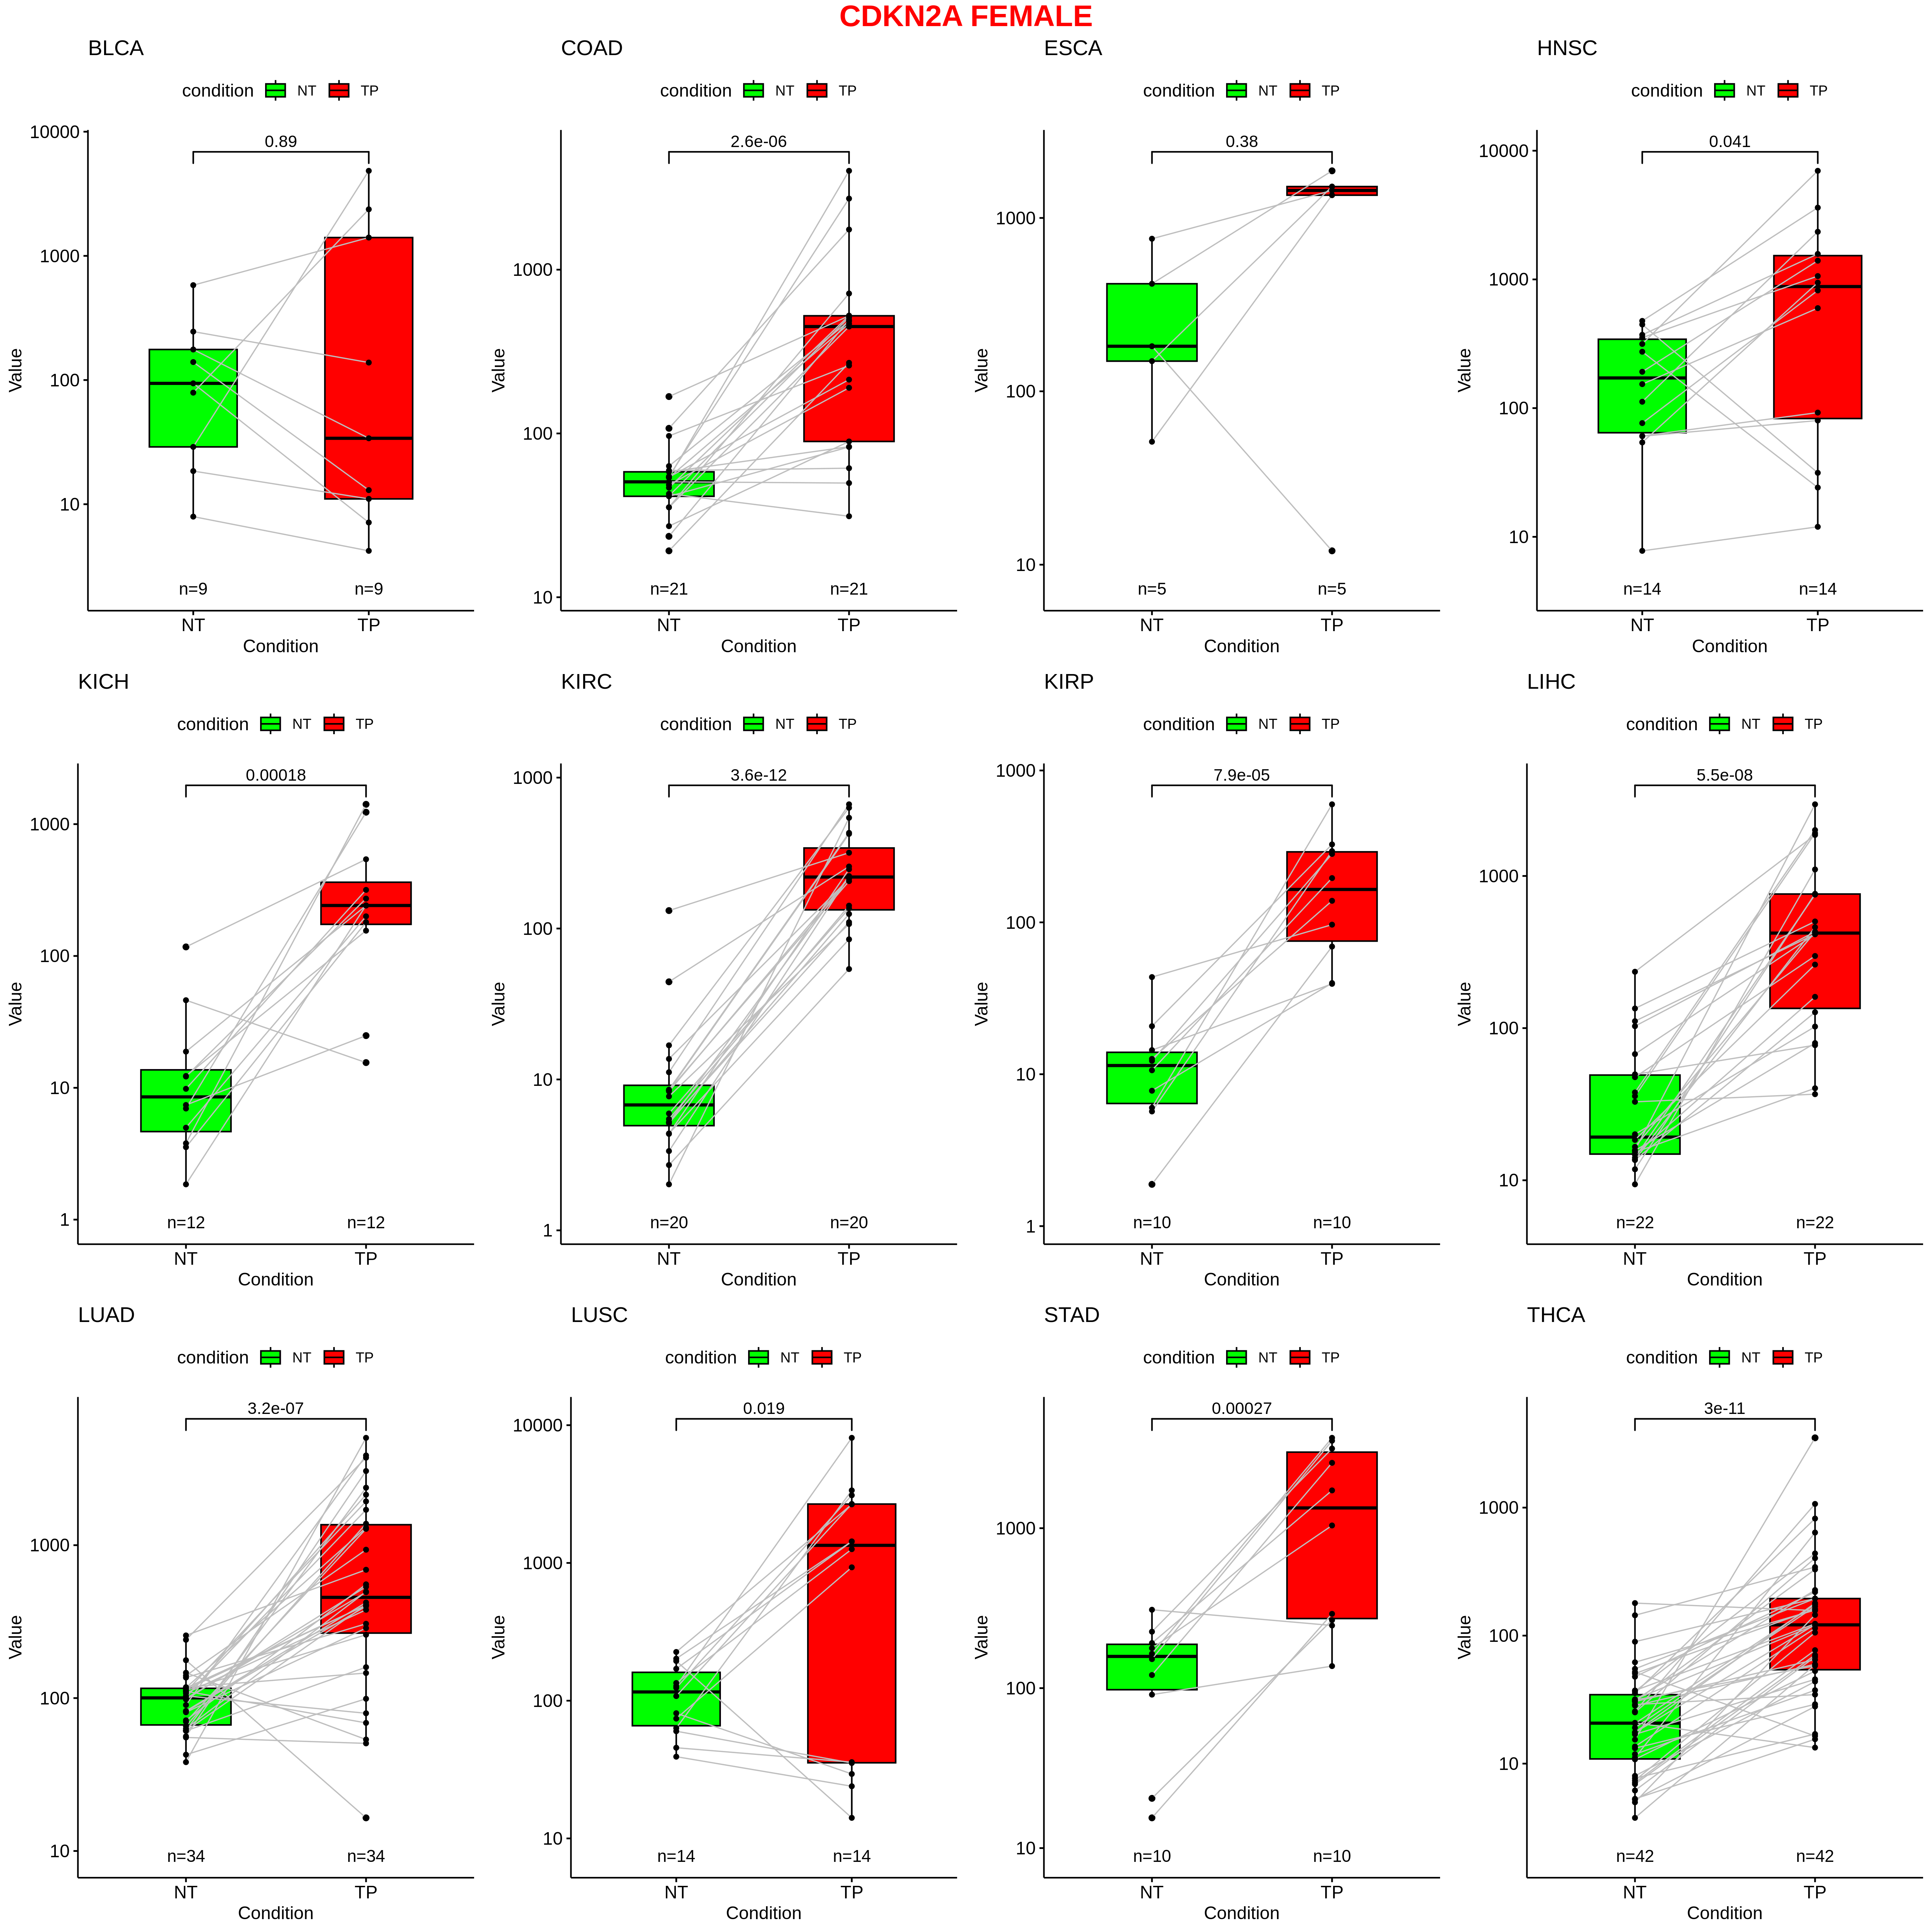 CDKN2A FEMALE
BLCA
condition NT TP
10000
1000
100
10
Value
0.89
n=9 n=9
NT TP
Condition
COAD
condition NT TP
1000
100
10
Value
2.6e-06
n=21 n=21
NT TP
Condition
ESCA
condition NT TP
1000
100
10
Value
0.38
n=5 n=5
NT TP
Condition
HNSC
condition NT TP
10000
1000
100
10
Value
0.041
n=14 n=14
NT TP
Condition
KICH
condition NT TP
1000
100
10
1
Value
0.00018
n=12 n=12
NT TP
Condition
KIRC
condition NT TP
1000
100
10
1
Value
3.6e-12
n=20 n=20
NT TP
Condition
KIRP
condition NT TP
1000
100
10
1
Value
7.9e-05
n=10 n=10
NT TP
Condition
LIHC
condition NT TP
1000
100
10
Value
5.5e-08
n=22 n=22
NT TP
Condition
LUAD
condition NT TP
1000
100
10
Value
3.2e-07
n=34 n=34
NT TP
Condition
LUSC
condition NT TP
10000
1000
100
10
Value
0.019
n=14 n=14
NT TP
Condition
STAD
condition NT TP
1000
100
10
Value
0.00027
n=10 n=10
NT TP
Condition
THCA
condition NT TP
1000
100
10
Value
3e-11
n=42 n=42
NT TP
Condition